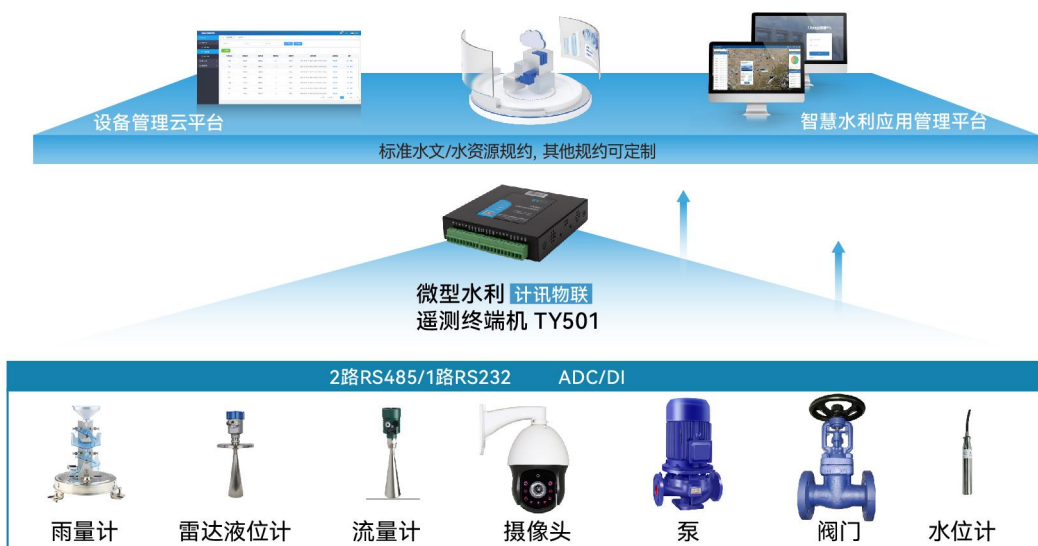 设备管理云平台
智慧水利应用管理平台
标准水文/水资源规约, 其他规约可定制
微型水利 计讯物联
遥测终端机 TY501
2路RS485/1路RS232 ADC/DI
雨量计 雷达液位计 流量计 摄像头 泵 阀门 水位计